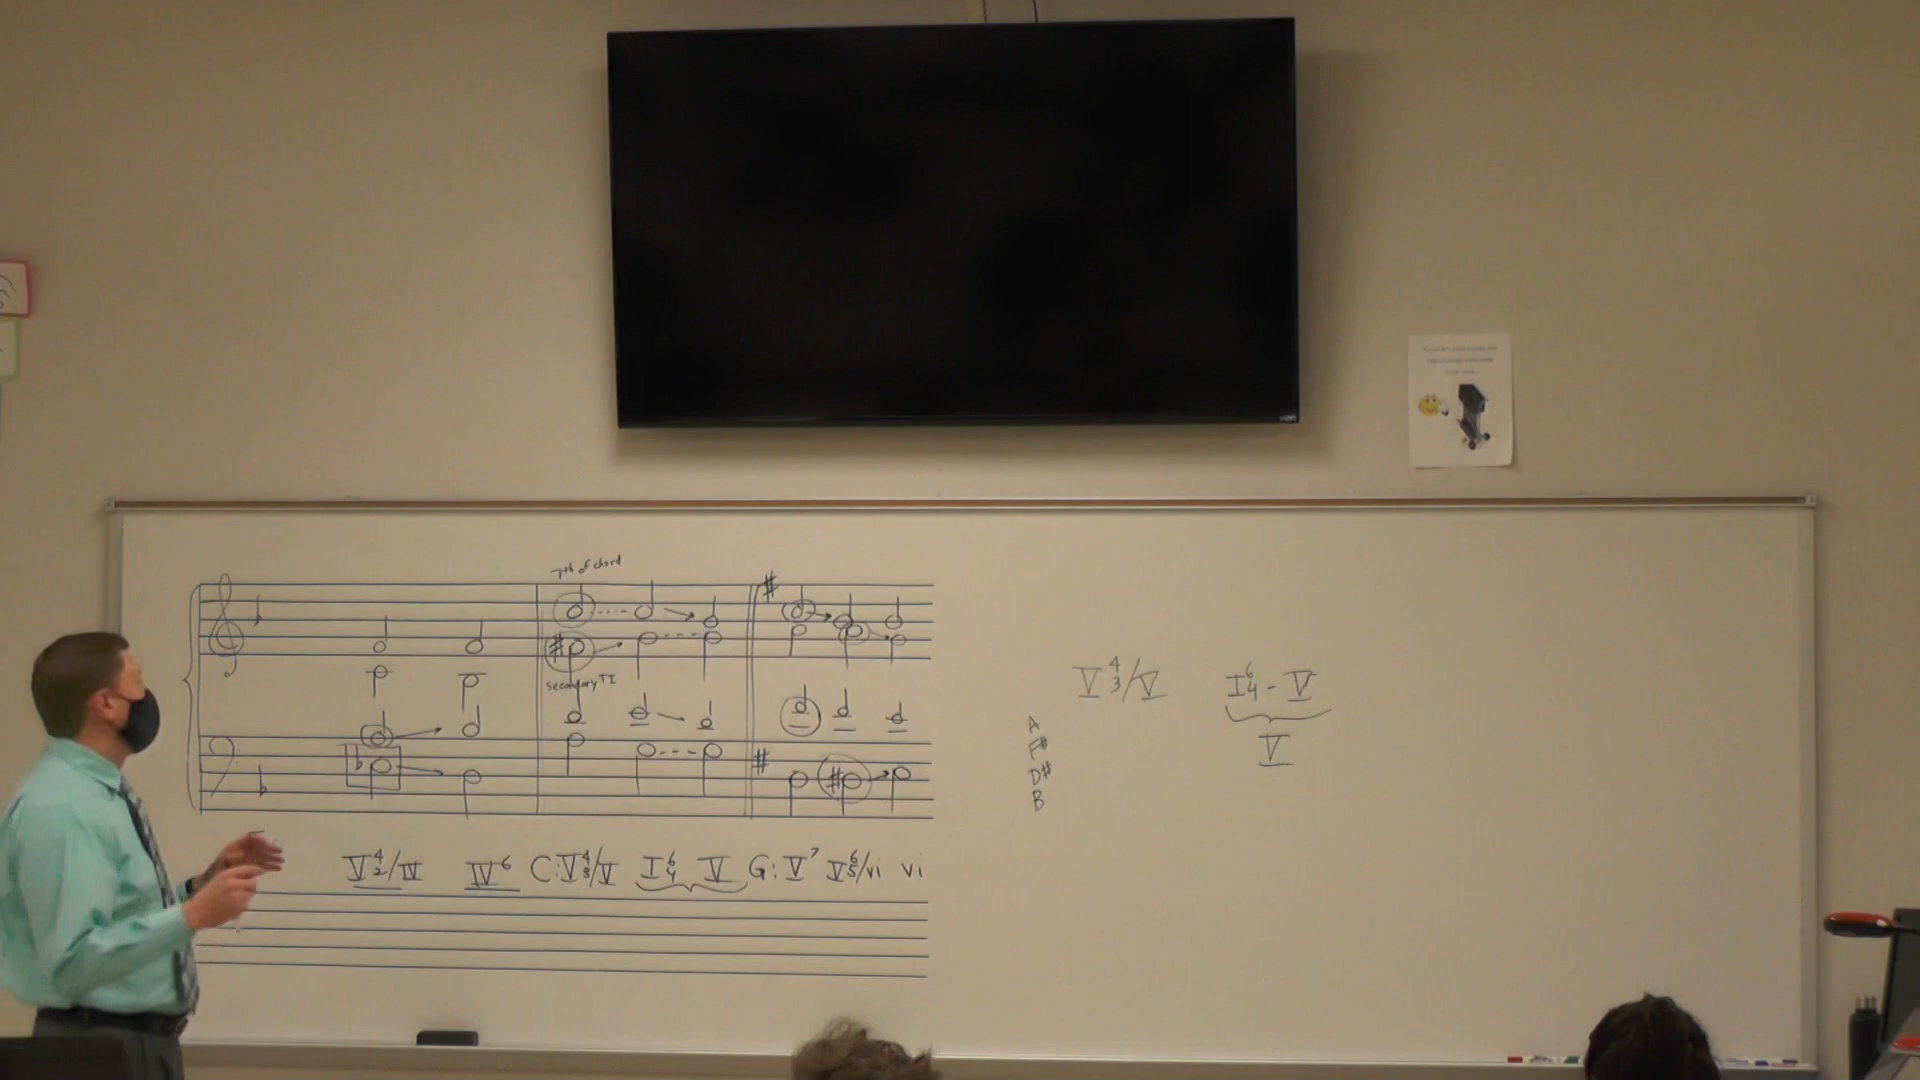 7th of chord
secondary TI
V4/3/V I6/4 - V
V
A
F#
D#
B
F V4/2/IV IV6 C: V4/3/V I6/4 V G: V7 V6/5/vi vi